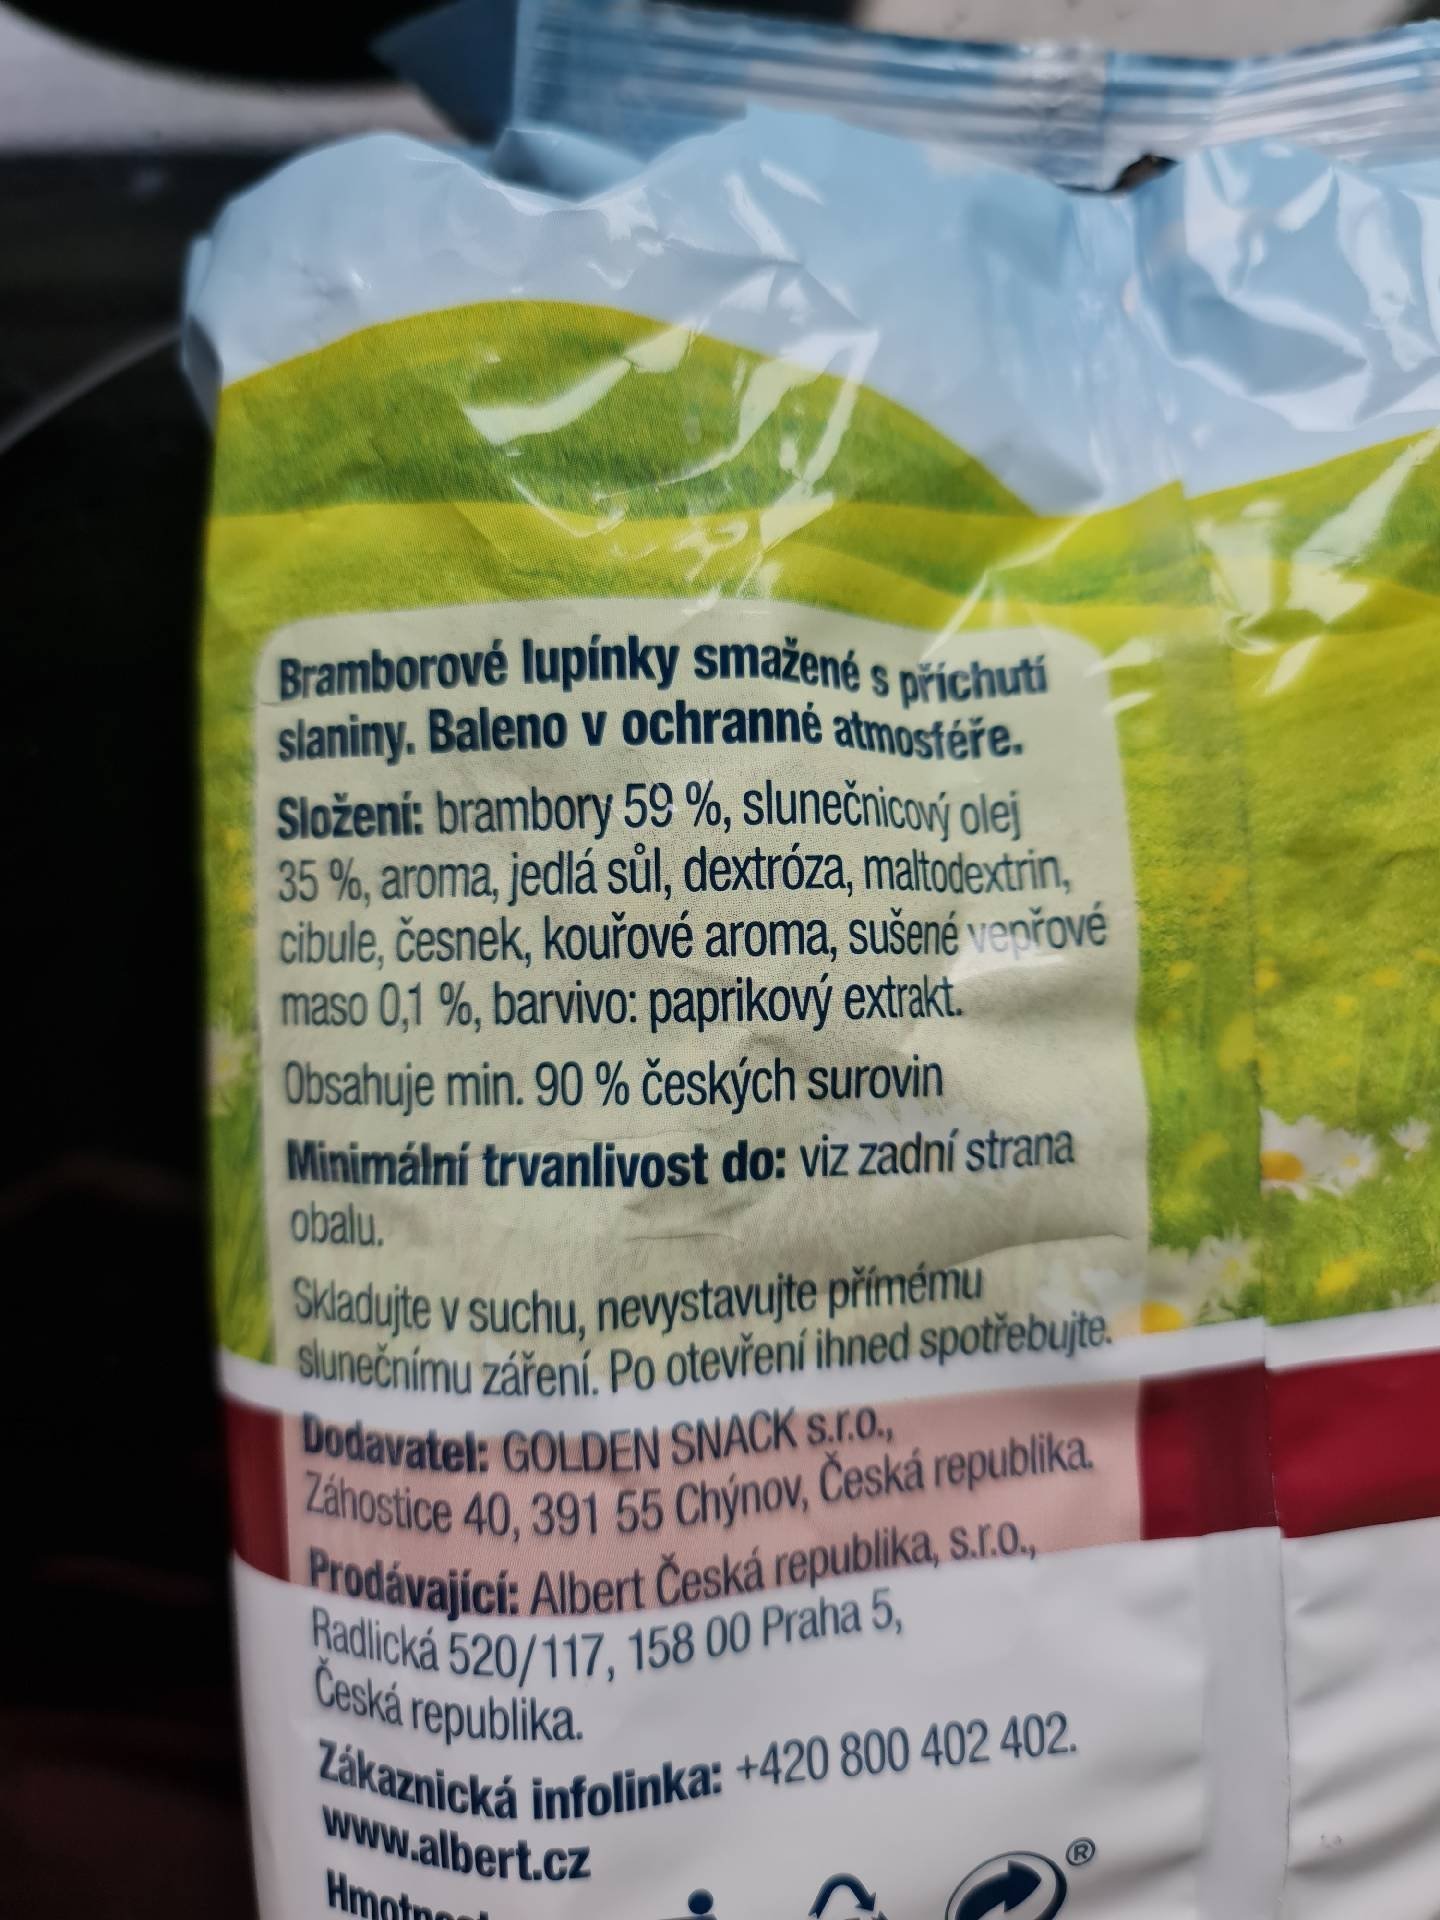 Bramborové lupínky smažené s příchutí
slaniny. Baleno v ochranné atmosféře.
Složení: brambory 59 %, slunečnicový olej
35 %, aroma, jedlá sůl, dextróza, maltodextrin,
cibule, česnek, kouřové aroma, sušené vepřové
maso 0,1 %, barvivo: paprikový extrakt.
Obsahuje min. 90 % českých surovin
Minimální trvanlivost do: viz zadní strana
obalu.
Skladujte v suchu, nevystavujte přímému
slunečnímu záření. Po otevření ihned spotřebujte.
Dodavatel: GOLDEN SNACK s.r.o.,
Záhostice 40, 391 55 Chýnov, Česká republika.
Prodávající: Albert Česká republika, s.r.o.,
Radlická 520/117, 158 00 Praha 5,
Česká republika.
Zákaznická infolinka: +420 800 402 402.
www.albert.cz
®